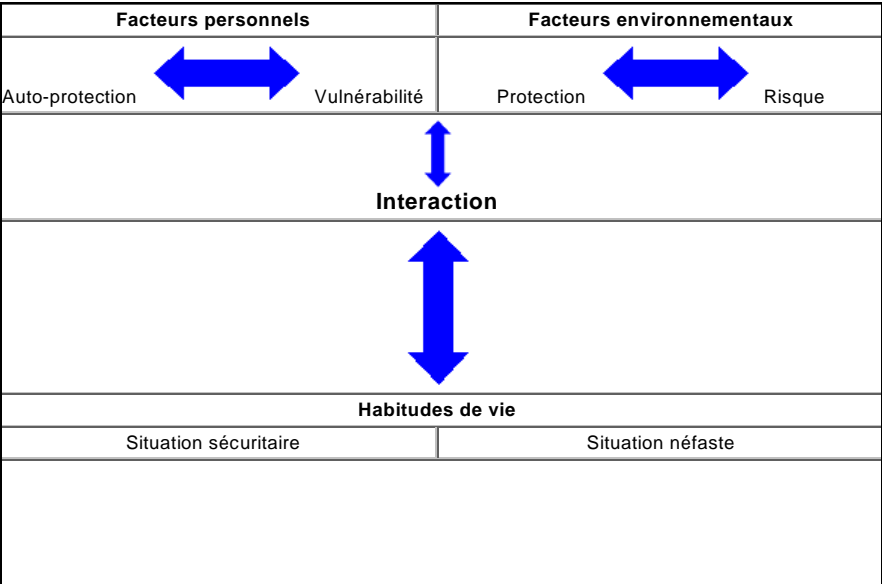 Facteurs personnels Facteurs environnementaux
Auto-protection Vulnérabilité Protection Risque
Interaction
Habitudes de vie
Situation sécuritaire Situation néfaste